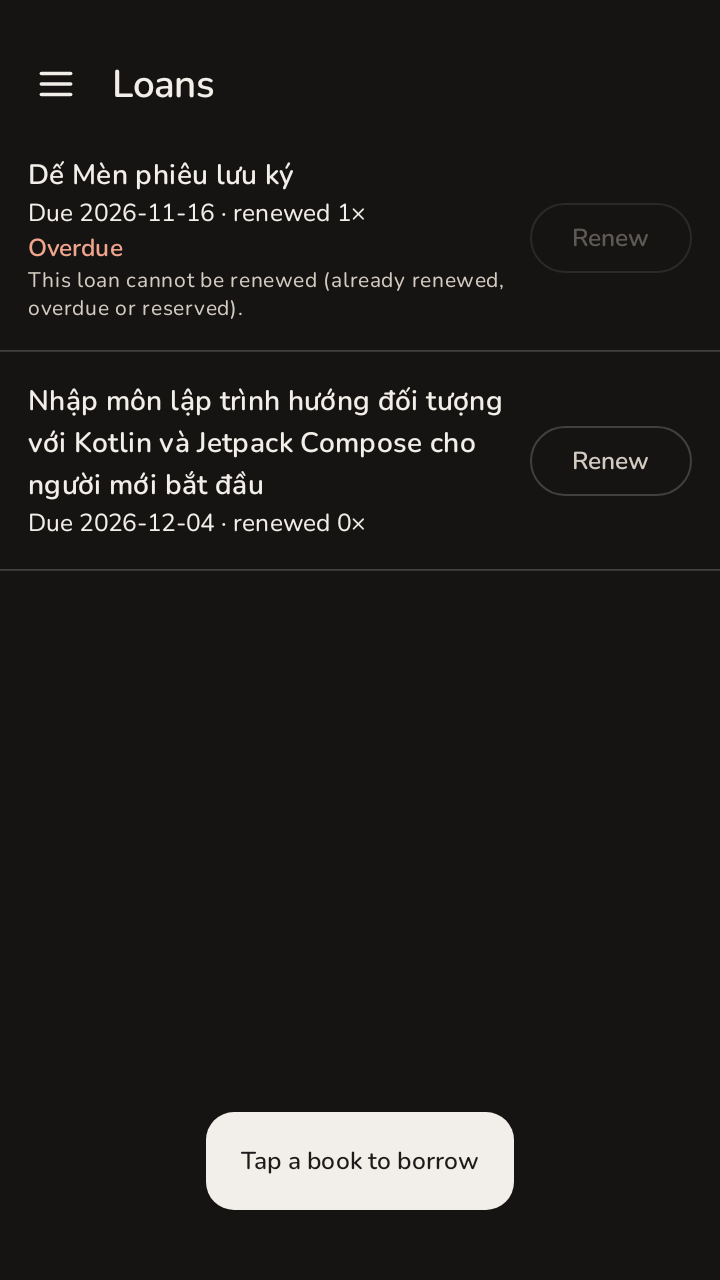 Loans
Dế Mèn phiêu lưu ký
Due 2026-11-16 · renewed 1×
Overdue
This loan cannot be renewed (already renewed,
overdue or reserved).
Renew
Nhập môn lập trình hướng đối tượng
với Kotlin và Jetpack Compose cho
người mới bắt đầu
Due 2026-12-04 · renewed 0×
Renew
Tap a book to borrow